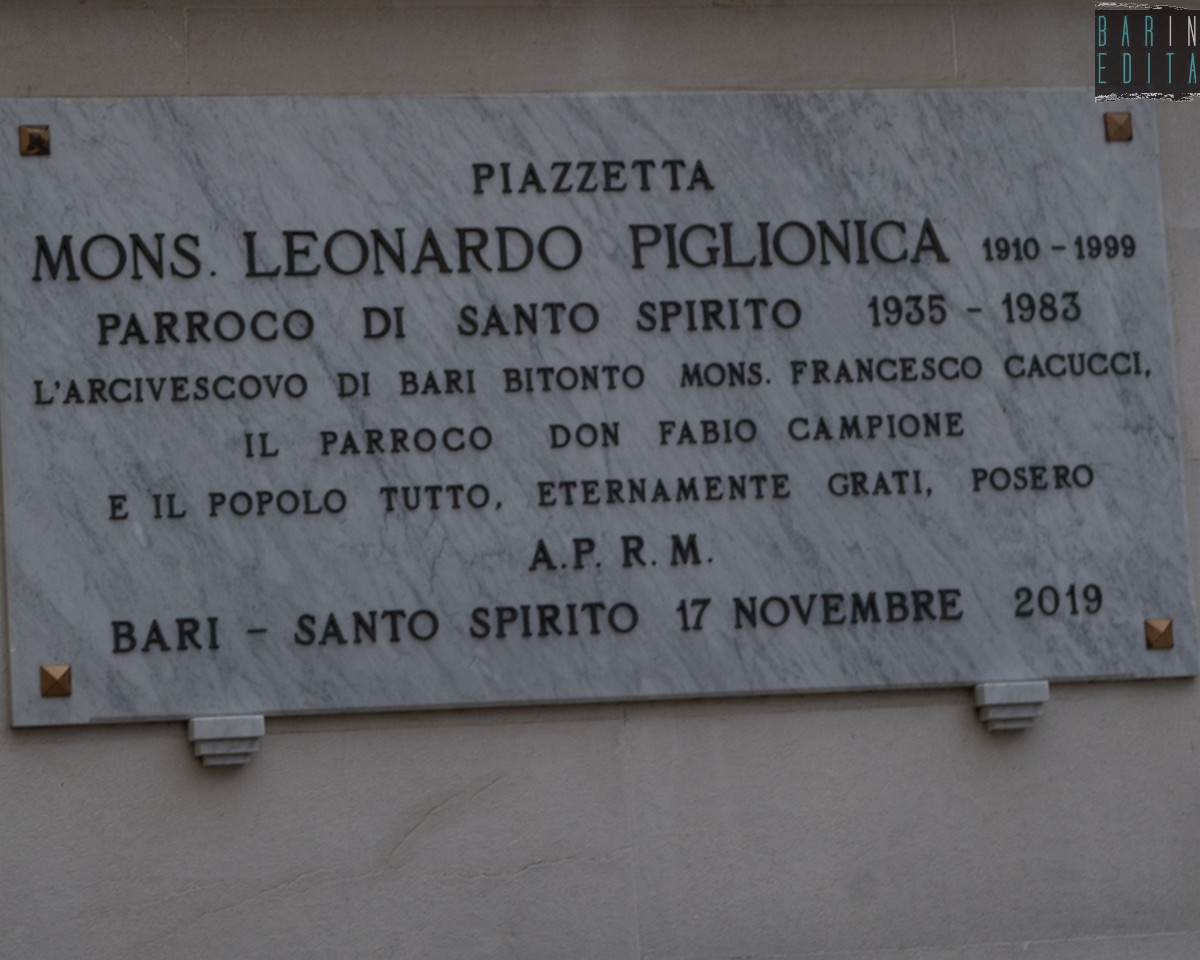 BARIN
EDITA
PIAZZETTA
MONS. LEONARDO PIGLIONICA 1910 - 1999
PARROCO DI SANTO SPIRITO 1935 - 1983
L'ARCIVESCOVO DI BARI BITONTO MONS. FRANCESCO CACUCCI,
IL PARROCO DON FABIO CAMPIONE
E IL POPOLO TUTTO, ETERNAMENTE GRATI, POSERO
A.P. R.M.
BARI - SANTO SPIRITO 17 NOVEMBRE 2019